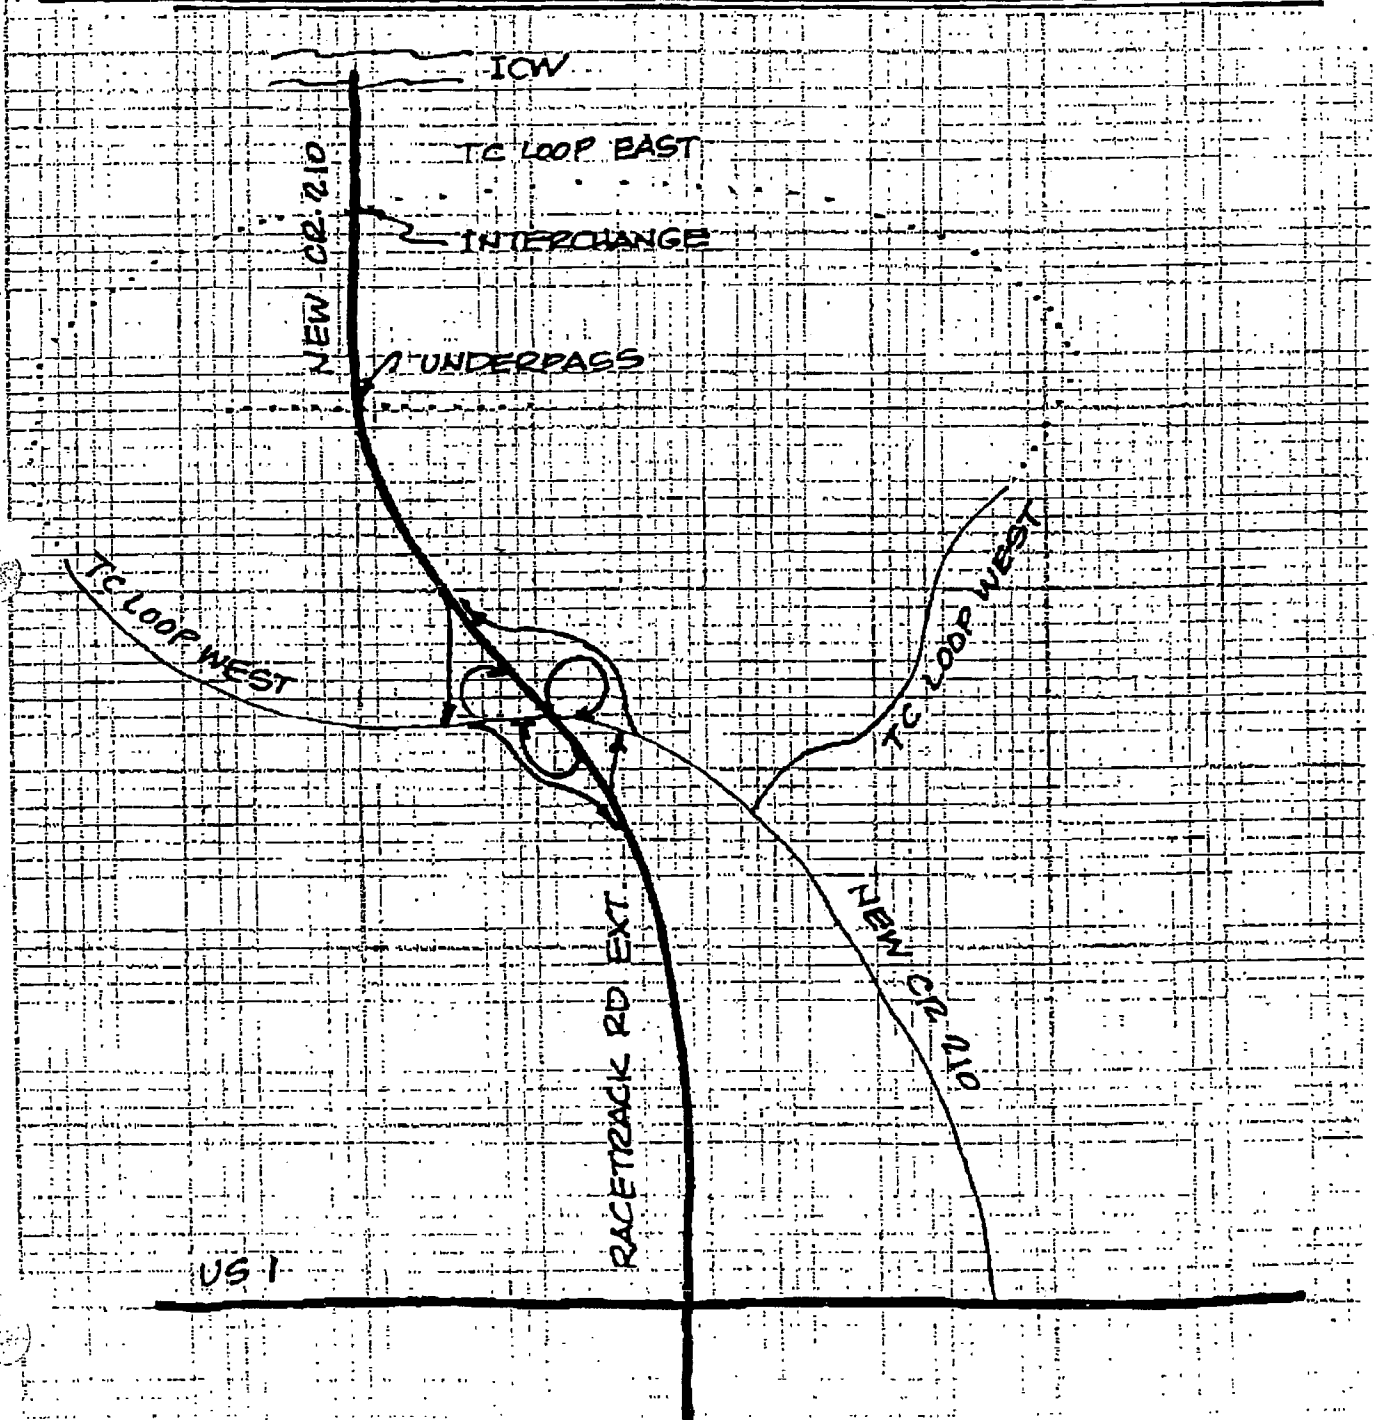 ICW
TC LOOP EAST
NEW CR 210
INTERCHANGE
UNDERPASS
TC LOOP WEST
TC LOOP WEST
NEW CR 210
RACETRACK RD EXT.
US 1